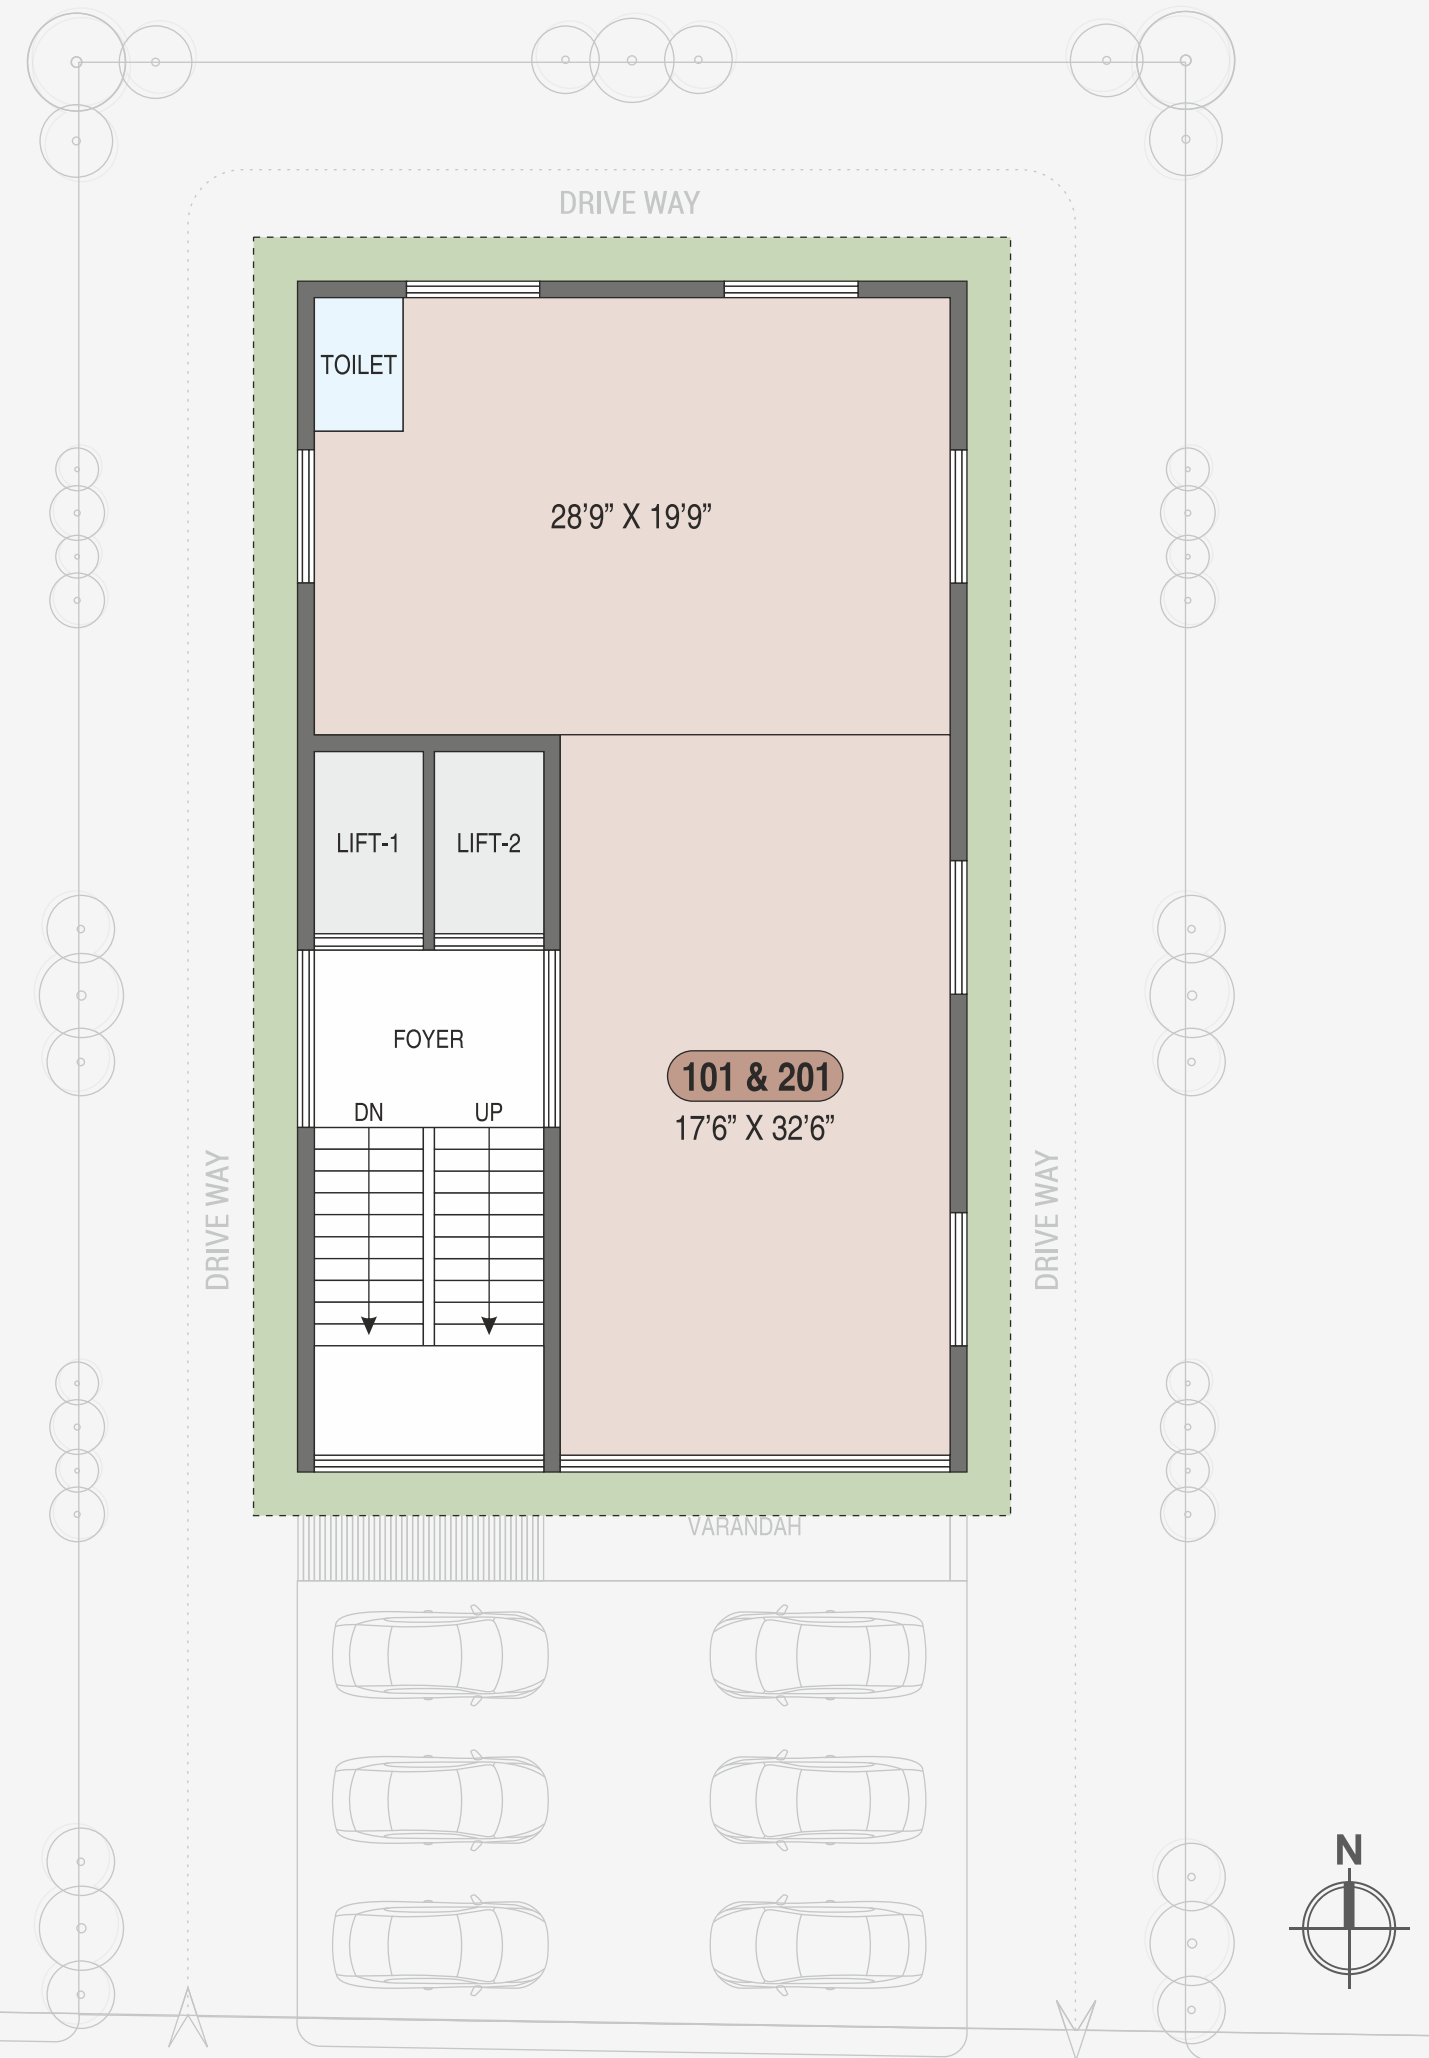 DRIVE WAY
TOILET
28'9” X 19'9”
LIFT-1
LIFT-2
FOYER
DN
UP
101 & 201
17'6” X 32'6”
DRIVE WAY
DRIVE WAY
VARANDAH
N